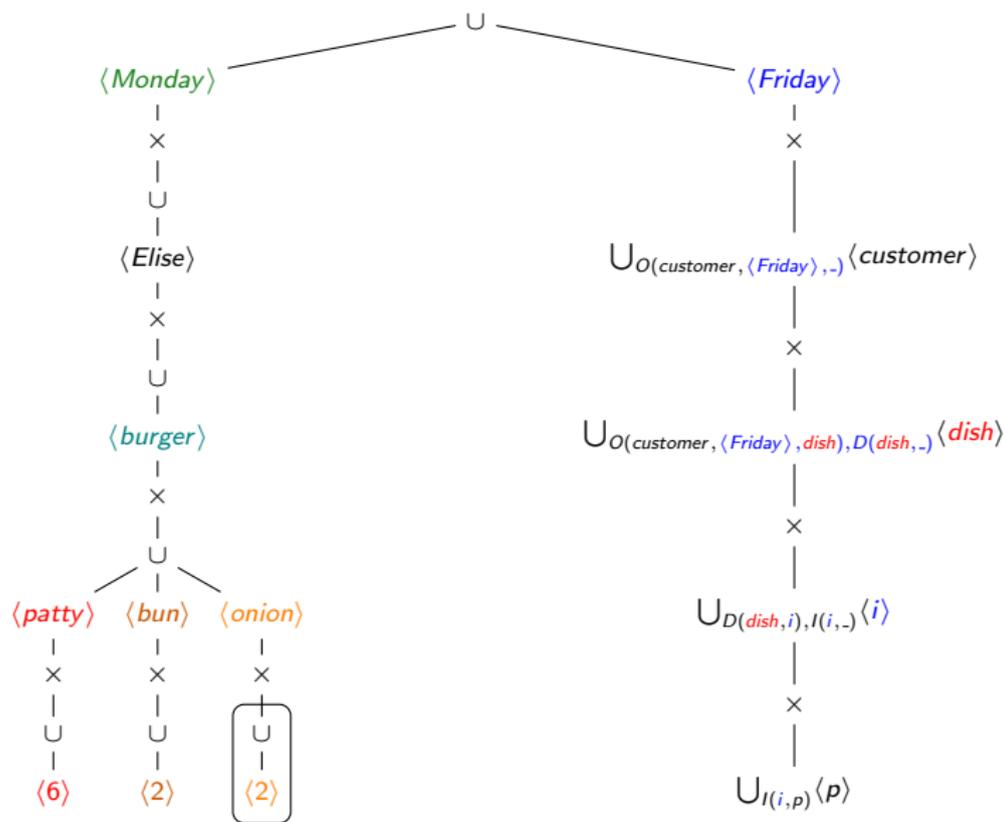 ∪
⟨Monday⟩ ⟨Friday⟩
× ×
∪
⟨Elise⟩ ⋃O(customer,⟨Friday⟩,_)⟨customer⟩
× ×
∪
⟨burger⟩ ⋃O(customer,⟨Friday⟩,dish),D(dish,_)⟨dish⟩
× ×
∪
⟨patty⟩ ⟨bun⟩ ⟨onion⟩ ⋃D(dish,i),I(i,_)⟨i⟩
× × × ×
∪ ∪ ∪
⟨6⟩ ⟨2⟩ ⟨2⟩ ⋃I(i,p)⟨p⟩